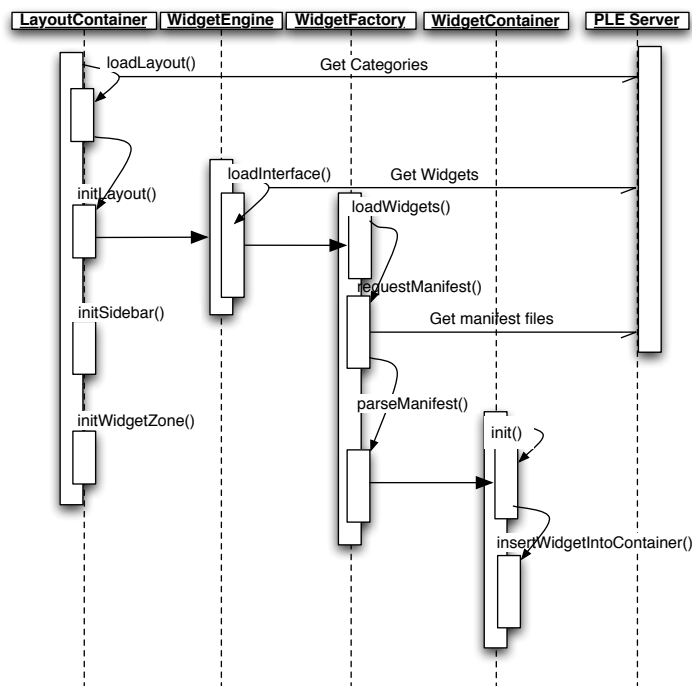 LayoutContainer WidgetEngine WidgetFactory WidgetContainer PLE Server
loadLayout()
Get Categories
loadInterface()
Get Widgets
initLayout()
loadWidgets()
requestManifest()
initSidebar()
Get manifest files
parseManifest()
initWidgetZone()
init()
insertWidgetIntoContainer()